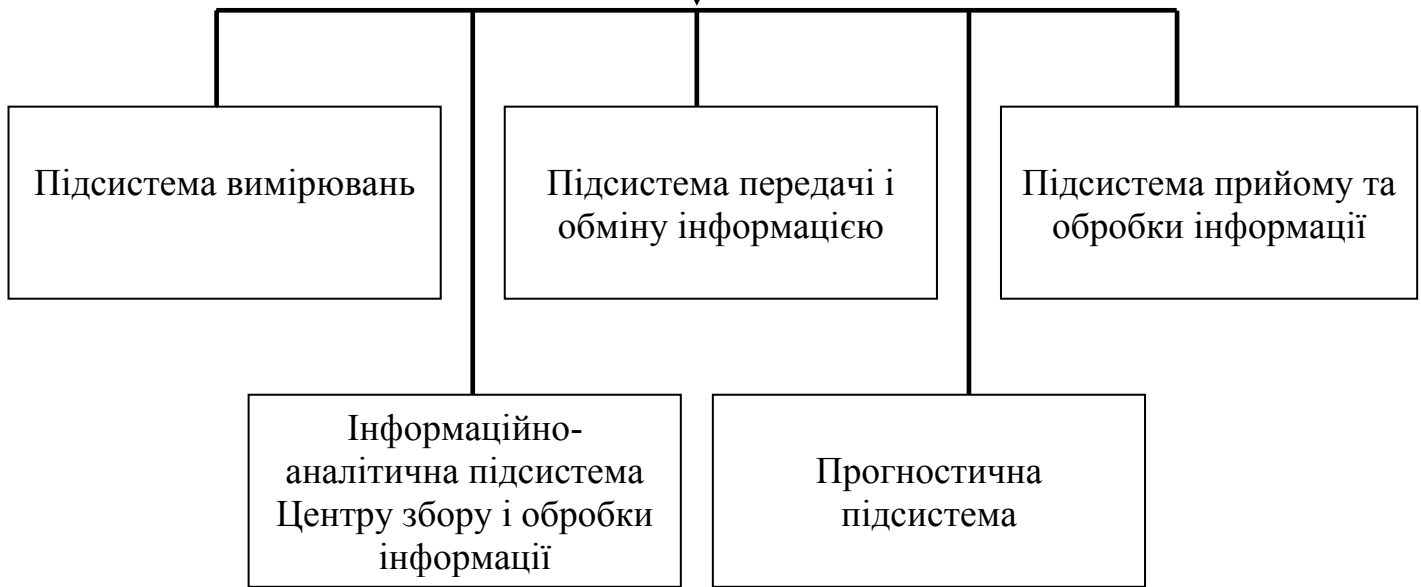 Підсистема вимірювань
Підсистема передачі і
обміну інформацією
Підсистема прийому та
обробки інформації
Інформаційно-
аналітична підсистема
Центру збору і обробки
інформації
Прогностична
підсистема